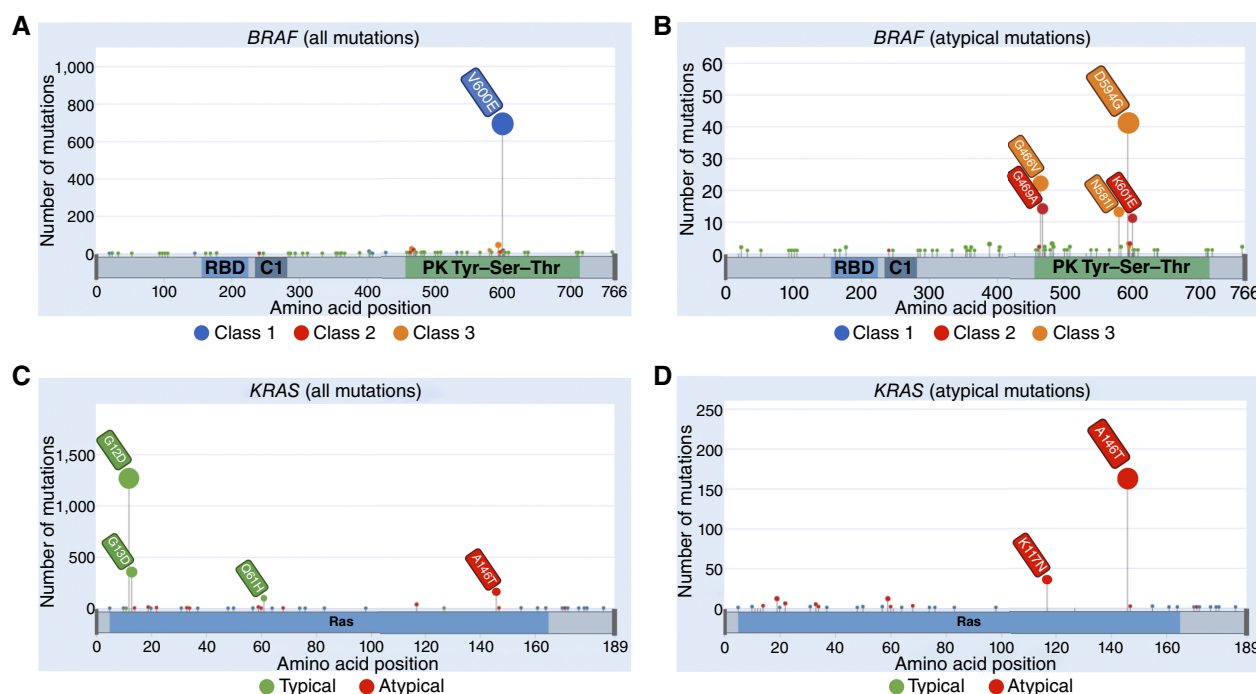 A
BRAF (all mutations)
Number of mutations
1,000
800
600
400
200
0
V600E
RBD
C1
PK Tyr–Ser–Thr
0 100 200 300 400 500 600 700 766
Amino acid position
Class 1 Class 2 Class 3
B
BRAF (atypical mutations)
Number of mutations
60
50
40
30
20
10
0
D594G
G466V
G469A
N581I
K601E
RBD
C1
PK Tyr–Ser–Thr
0 100 200 300 400 500 600 700 766
Amino acid position
Class 1 Class 2 Class 3
C
KRAS (all mutations)
Number of mutations
1,500
1,000
500
0
G12D
G13D
Q61H
A146T
Ras
0 20 40 60 80 100 120 140 160 189
Amino acid position
Typical Atypical
D
KRAS (atypical mutations)
Number of mutations
250
200
150
100
50
0
A146T
K117N
Ras
0 20 40 60 80 100 120 140 160 189
Amino acid position
Typical Atypical